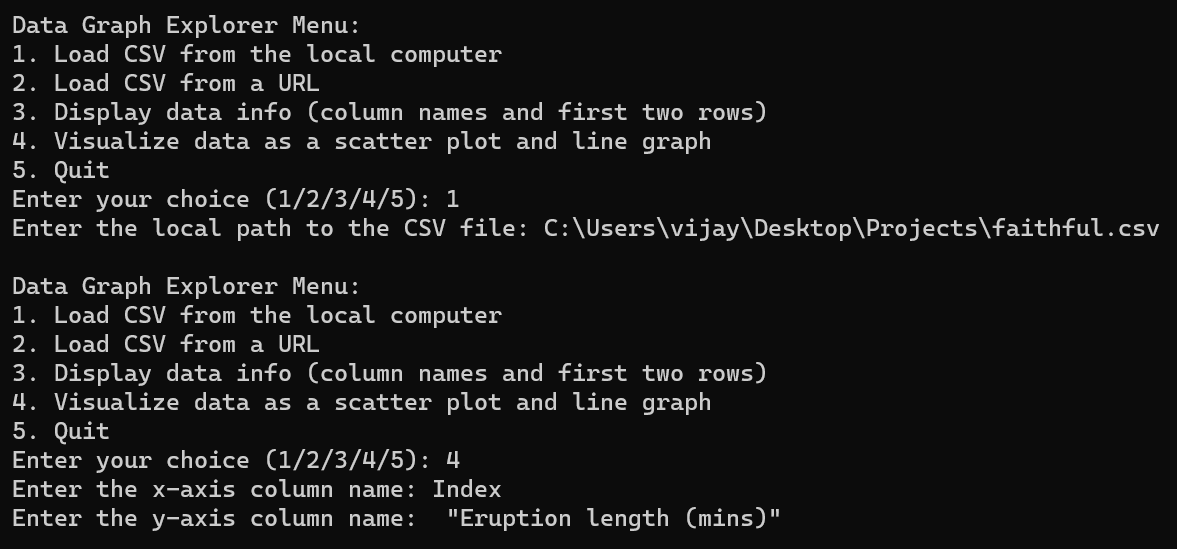 Data Graph Explorer Menu:
1. Load CSV from the local computer
2. Load CSV from a URL
3. Display data info (column names and first two rows)
4. Visualize data as a scatter plot and line graph
5. Quit
Enter your choice (1/2/3/4/5): 1
Enter the local path to the CSV file: C:\Users\vijay\Desktop\Projects\faithful.csv
Data Graph Explorer Menu:
1. Load CSV from the local computer
2. Load CSV from a URL
3. Display data info (column names and first two rows)
4. Visualize data as a scatter plot and line graph
5. Quit
Enter your choice (1/2/3/4/5): 4
Enter the x-axis column name: Index
Enter the y-axis column name:  "Eruption length (mins)"